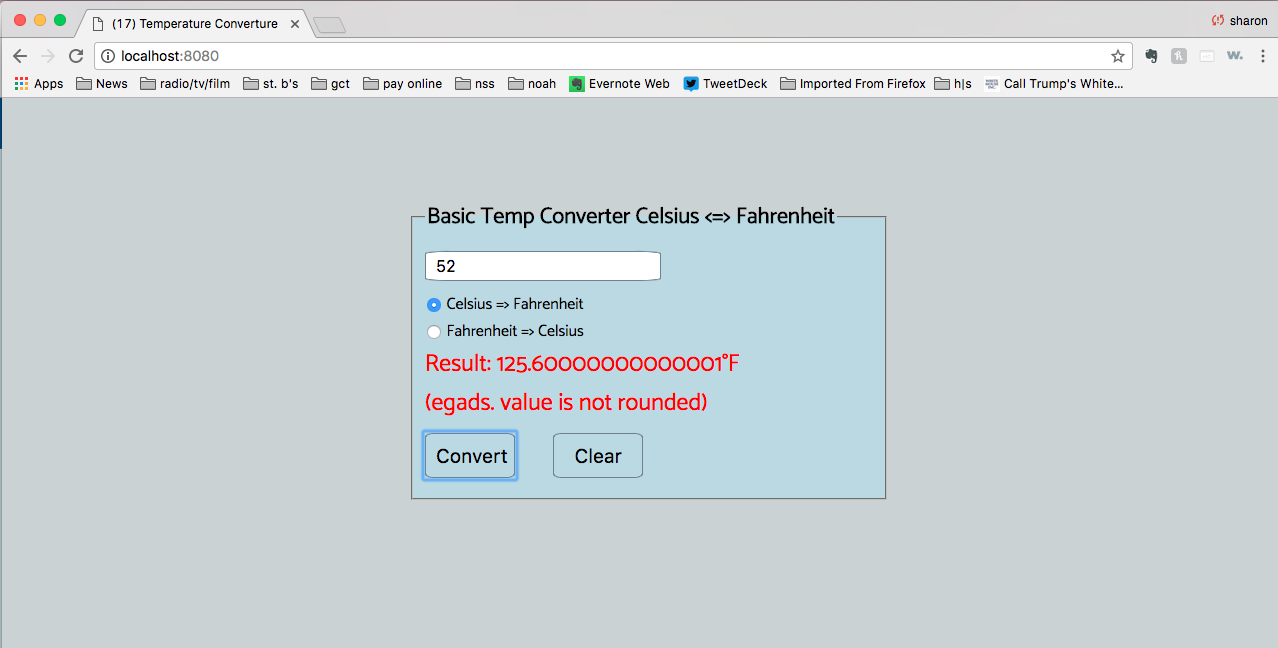 (17) Temperature Converture
sharon
localhost:8080
W.
Apps News radio/tv/film st. b's gct pay online nss noah Evernote Web TweetDeck Imported From Firefox h|s Call Trump's White...
Basic Temp Converter Celsius <=> Fahrenheit
52
Celsius => Fahrenheit
Fahrenheit => Celsius
Result: 125.60000000000001°F
(egads. value is not rounded)
Convert Clear